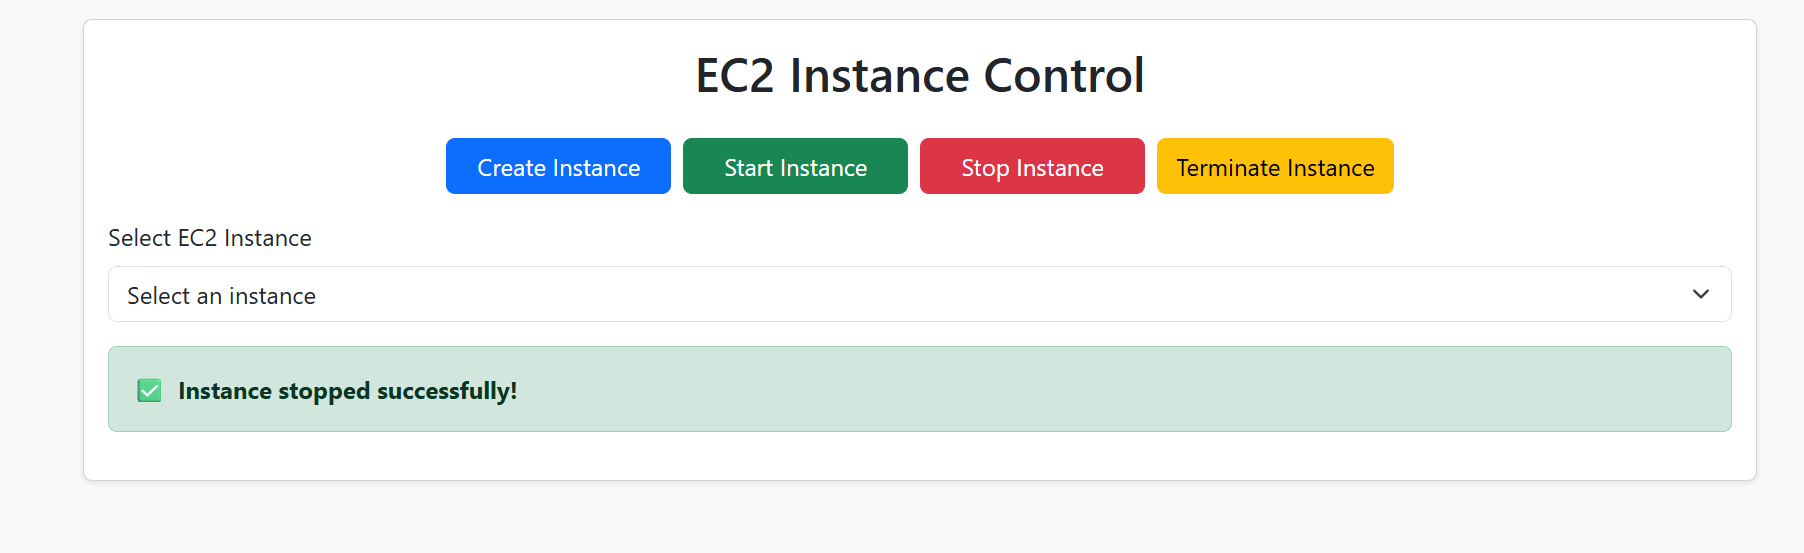 EC2 Instance Control
Create Instance Start Instance Stop Instance Terminate Instance
Select EC2 Instance
Select an instance
✅ Instance stopped successfully!